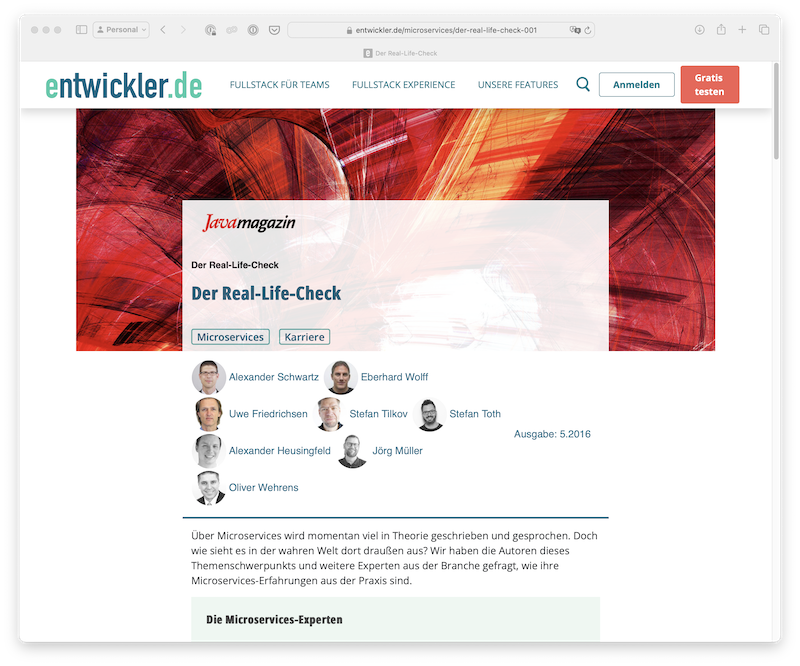 Personal
entwickler.de/microservices/der-real-life-check-001
Der Real-Life-Check
entwickler.de
FULLSTACK FÜR TEAMS
FULLSTACK EXPERIENCE
UNSERE FEATURES
Anmelden
Gratis
testen
Javamagazin
Der Real-Life-Check
Der Real-Life-Check
Microservices
Karriere
Alexander Schwartz
Eberhard Wolff
Uwe Friedrichsen
Stefan Tilkov
Stefan Toth
Ausgabe: 5.2016
Alexander Heusingfeld
Jörg Müller
Oliver Wehrens
Über Microservices wird momentan viel in Theorie geschrieben und gesprochen. Doch
wie sieht es in der wahren Welt dort draußen aus? Wir haben die Autoren dieses
Themenschwerpunkts und weitere Experten aus der Branche gefragt, wie ihre
Microservices-Erfahrungen aus der Praxis sind.
Die Microservices-Experten